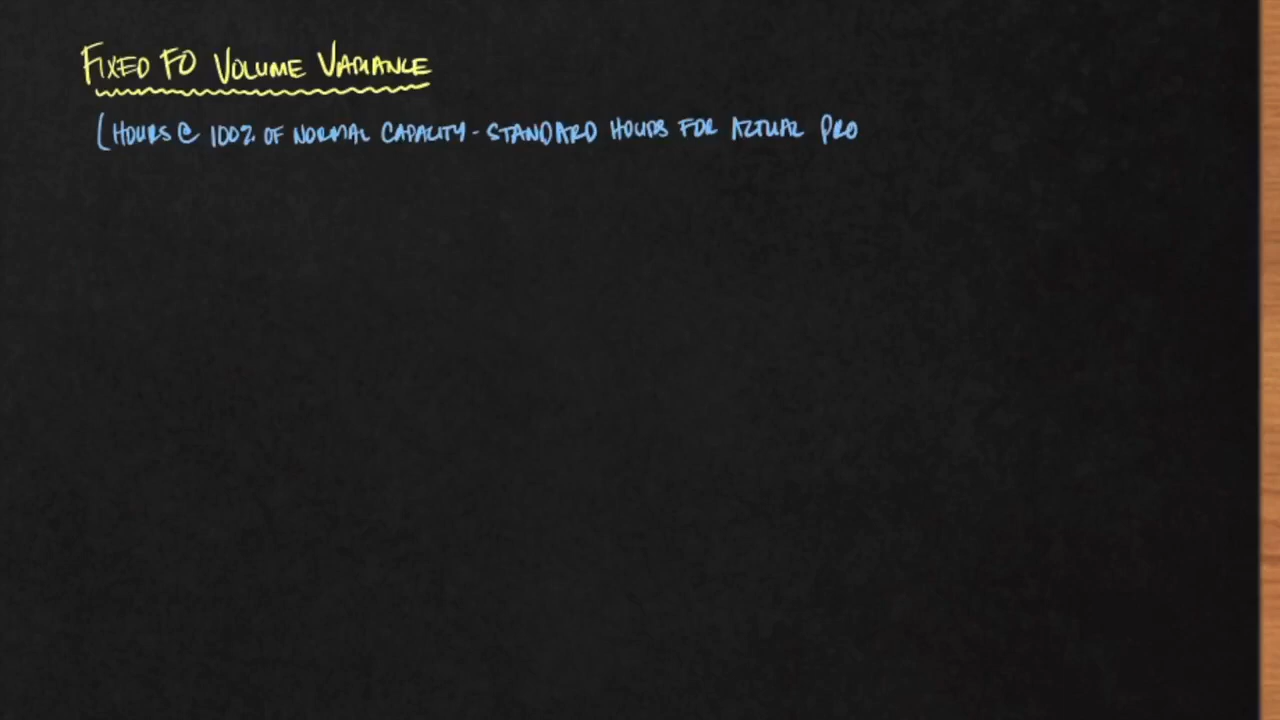 FIXED FO VOLUME VARIANCE
(HOURS @ 100% OF NORMAL CAPACITY - STANDARD HOURS FOR ACTUAL PRO